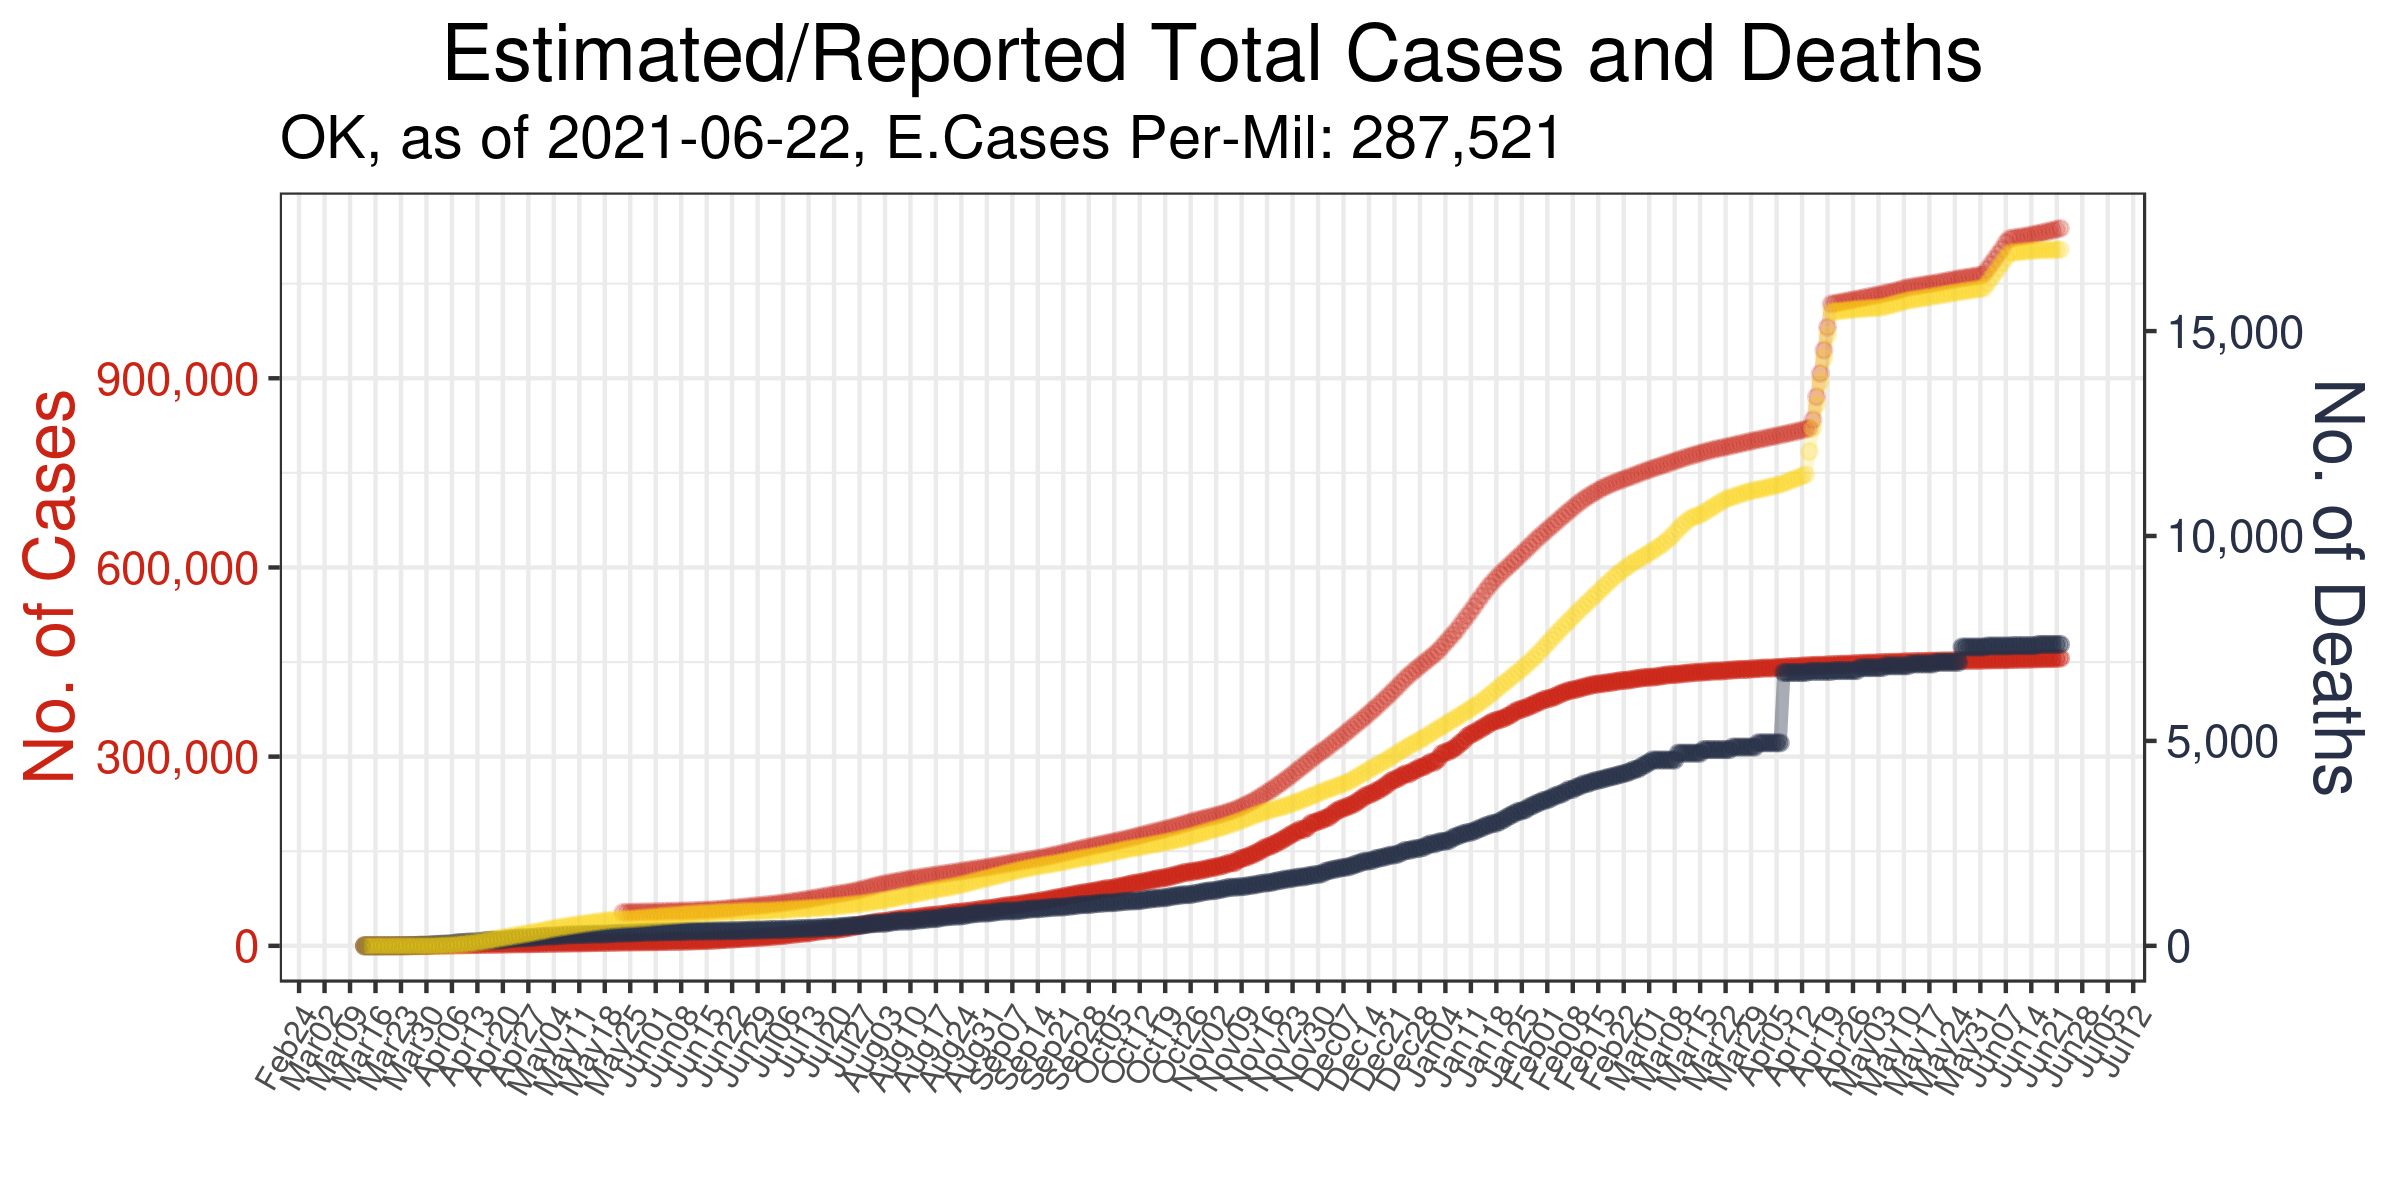 Estimated/Reported Total Cases and Deaths
OK, as of 2021-06-22, E.Cases Per-Mil: 287,521
No. of Cases
900,000
600,000
300,000
0
15,000
10,000
5,000
0
No. of Deaths
Feb24
Mar02
Mar09
Mar16
Mar23
Mar30
Apr06
Apr13
Apr20
Apr27
May04
May11
May18
May25
Jun01
Jun08
Jun15
Jun22
Jun29
Jul06
Jul13
Jul20
Jul27
Aug03
Aug10
Aug17
Aug24
Aug31
Sep07
Sep14
Sep21
Sep28
Oct05
Oct12
Oct19
Oct26
Nov02
Nov09
Nov16
Nov23
Nov30
Dec07
Dec14
Dec21
Dec28
Jan04
Jan11
Jan18
Jan25
Feb01
Feb08
Feb15
Feb22
Mar01
Mar08
Mar15
Mar22
Mar29
Apr05
Apr12
Apr19
Apr26
May03
May10
May17
May24
May31
Jun07
Jun14
Jun21
Jun28
Jul05
Jul12